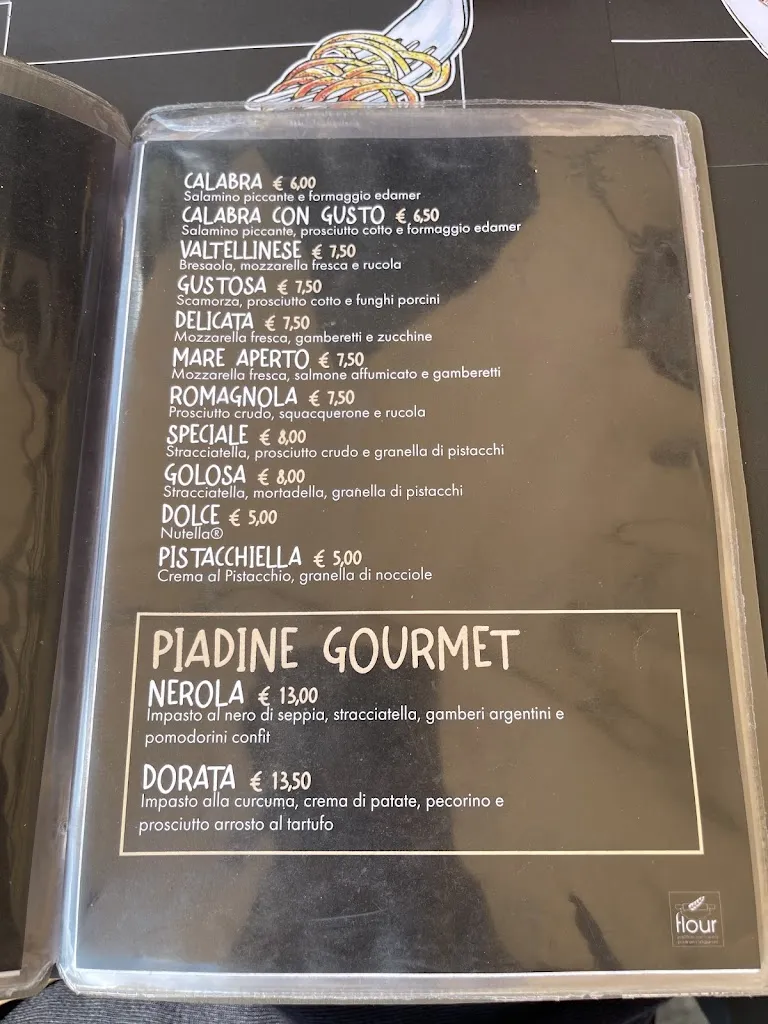 CALABRA € 6,00
Salamino piccante e formaggio edamer
CALABRA CON GUSTO € 6,50
Salamino piccante, prosciutto cotto e formaggio edamer
VALTELLINESE € 7,50
Bresaola, mozzarella fresca e rucola
GUSTOSA € 7,50
Scamorza, prosciutto cotto e funghi porcini
DELICATA € 7,50
Mozzarella fresca, gamberetti e zucchine
MARE APERTO € 7,50
Mozzarella fresca, salmone affumicato e gamberetti
ROMAGNOLA € 7,50
Prosciutto crudo, squacquerone e rucola
SPECIALE € 8,00
Stracciatella, prosciutto crudo e granella di pistacchi
GOLOSA € 8,00
Stracciatella, mortadella, granella di pistacchi
DOLCE € 5,00
Nutella®
PISTACCHIELLA € 5,00
Crema al Pistacchio, granella di nocciole
PIADINE GOURMET
NEROLA € 13,00
Impasto al nero di seppia, stracciatella, gamberi argentini e
pomodorini confit
DORATA € 13,50
Impasto alla curcuma, crema di patate, pecorino e
prosciutto arrosto al tartufo
flour